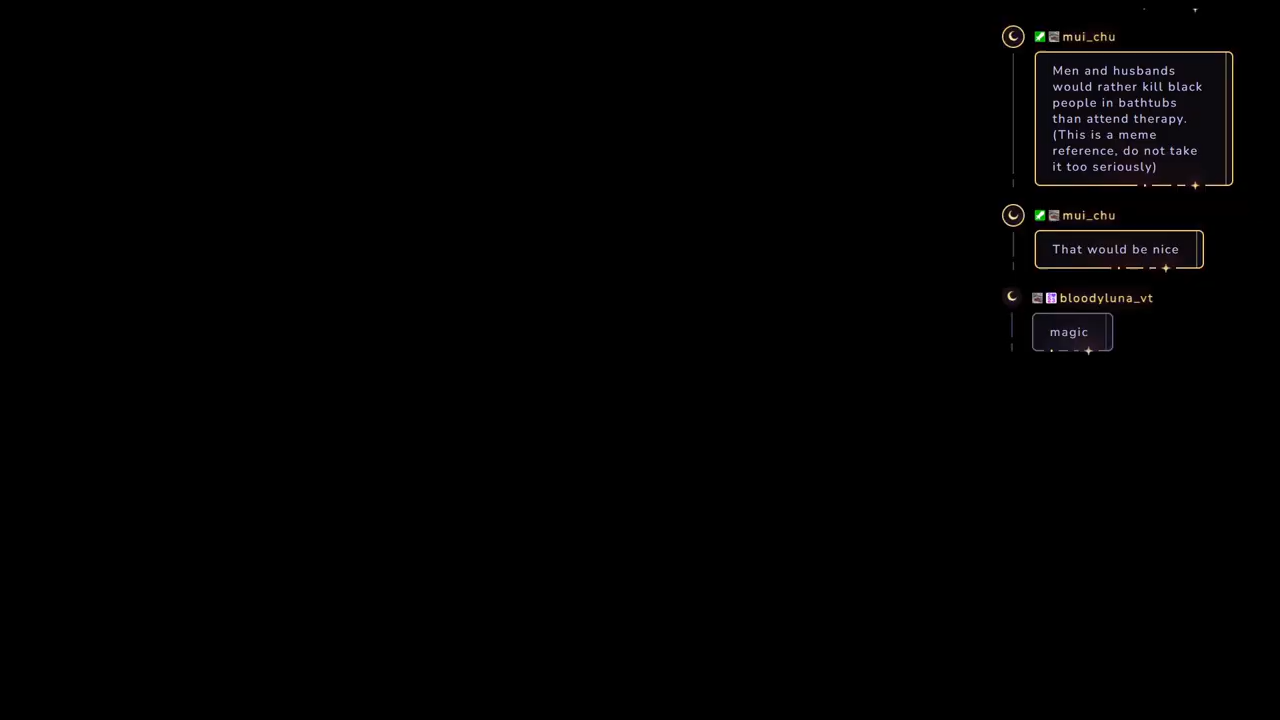 mui_chu
Men and husbands
would rather kill black
people in bathtubs
than attend therapy.
(This is a meme
reference, do not take
it too seriously)
mui_chu
That would be nice
bloodyluna_vt
magic